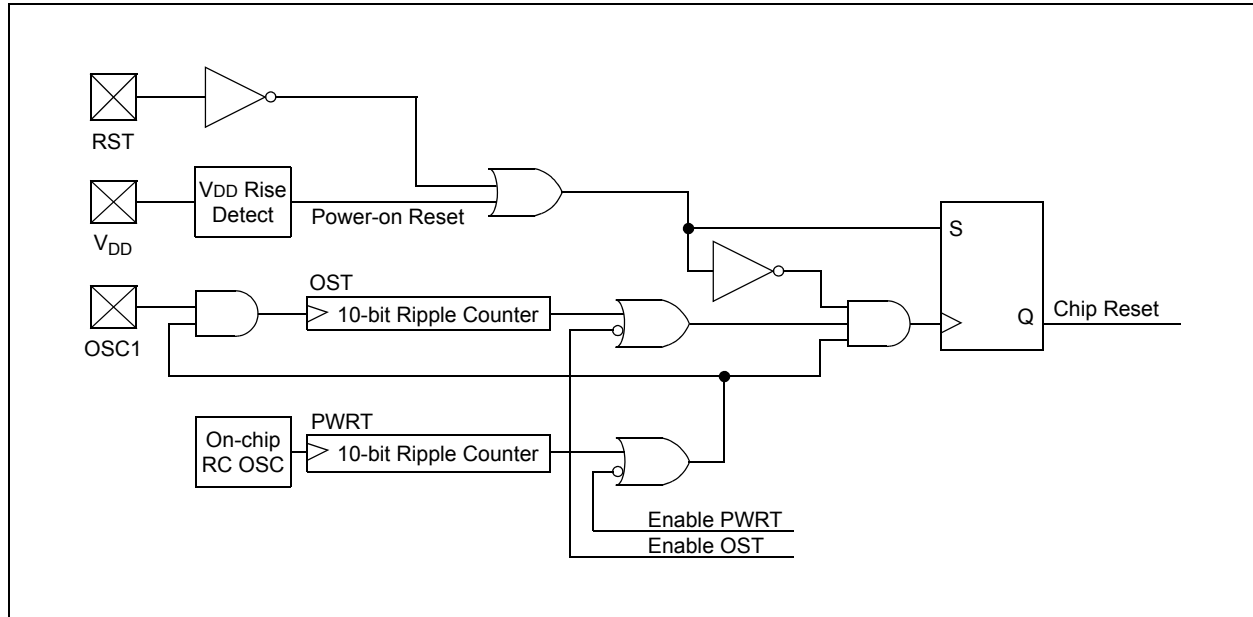 RST
VDD Rise
Detect
Power-on Reset
VDD
S
Q
Chip Reset
OST
10-bit Ripple Counter
OSC1
PWRT
On-chip
RC OSC
10-bit Ripple Counter
Enable PWRT
Enable OST